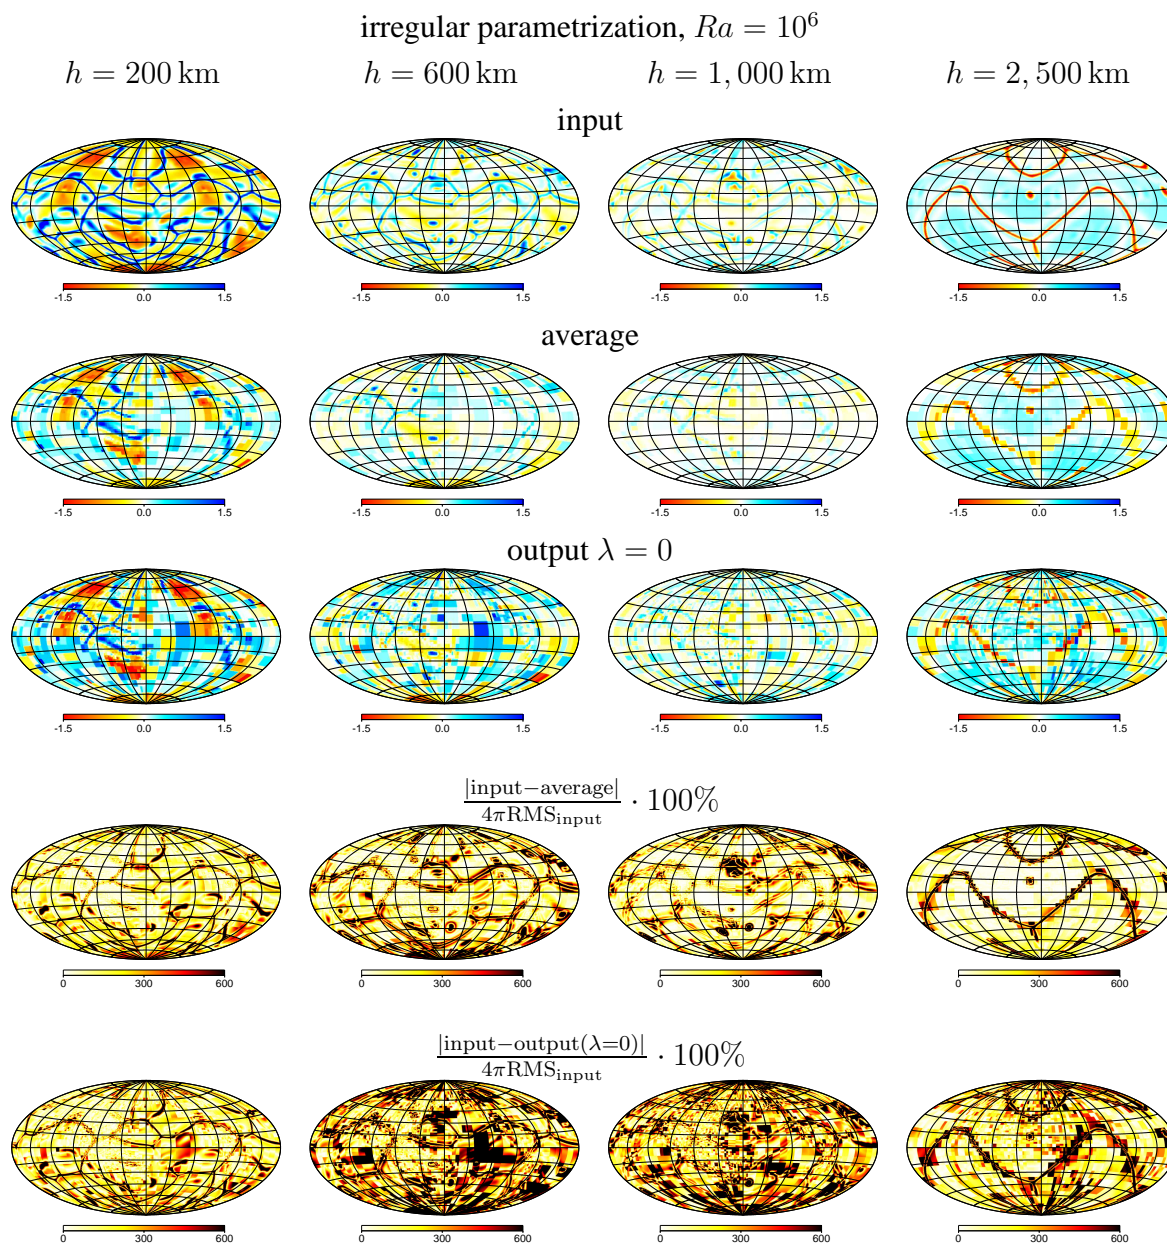 irregular parametrization, Ra = 10⁶
h = 200 km h = 600 km h = 1,000 km h = 2,500 km
input
-1.5 0.0 1.5 -1.5 0.0 1.5 -1.5 0.0 1.5 -1.5 0.0 1.5
average
-1.5 0.0 1.5 -1.5 0.0 1.5 -1.5 0.0 1.5 -1.5 0.0 1.5
output λ = 0
-1.5 0.0 1.5 -1.5 0.0 1.5 -1.5 0.0 1.5 -1.5 0.0 1.5
|input−average|
4πRMS_input · 100%
0 300 600 0 300 600 0 300 600 0 300 600
|input−output(λ=0)|
4πRMS_input · 100%
0 300 600 0 300 600 0 300 600 0 300 600